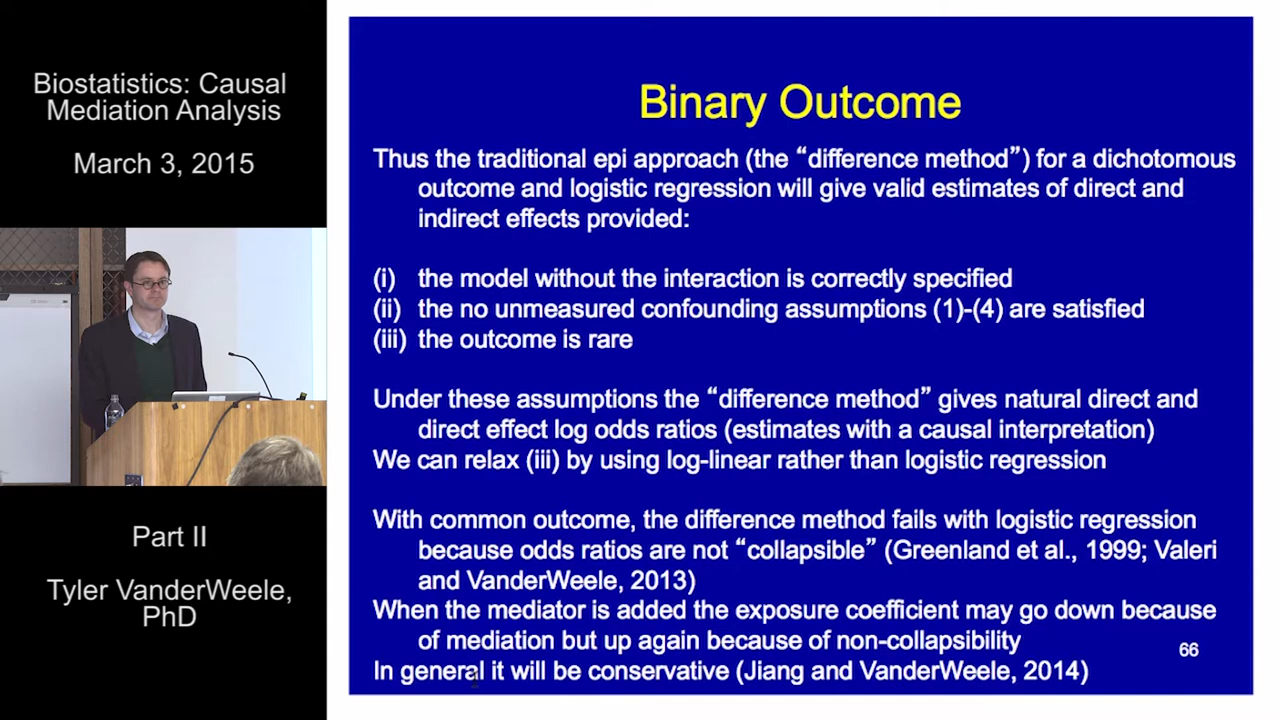 Biostatistics: Causal
Mediation Analysis
March 3, 2015
Part II
Tyler VanderWeele,
PhD
Binary Outcome
Thus the traditional epi approach (the “difference method”) for a dichotomous
outcome and logistic regression will give valid estimates of direct and
indirect effects provided:
(i) the model without the interaction is correctly specified
(ii) the no unmeasured confounding assumptions (1)-(4) are satisfied
(iii) the outcome is rare
Under these assumptions the “difference method” gives natural direct and
direct effect log odds ratios (estimates with a causal interpretation)
We can relax (iii) by using log-linear rather than logistic regression
With common outcome, the difference method fails with logistic regression
because odds ratios are not “collapsible” (Greenland et al., 1999; Valeri
and VanderWeele, 2013)
When the mediator is added the exposure coefficient may go down because
of mediation but up again because of non-collapsibility
In general it will be conservative (Jiang and VanderWeele, 2014)
66